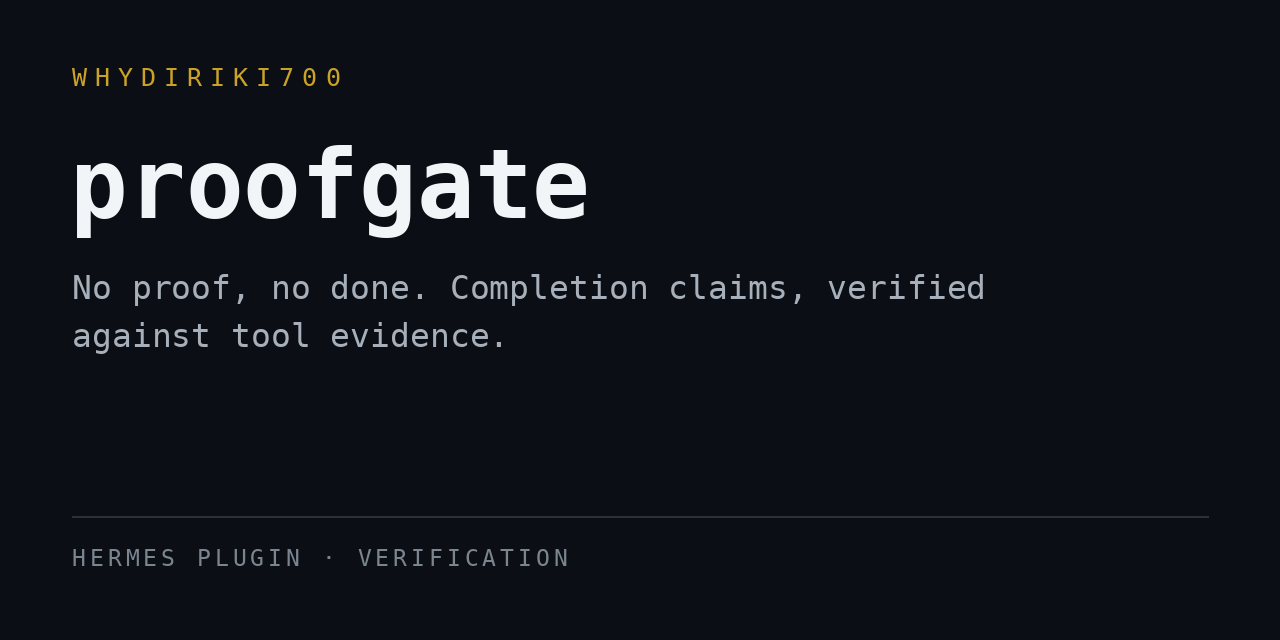 WHYDIRIKI700
proofgate
No proof, no done. Completion claims, verified
against tool evidence.
HERMES PLUGIN · VERIFICATION